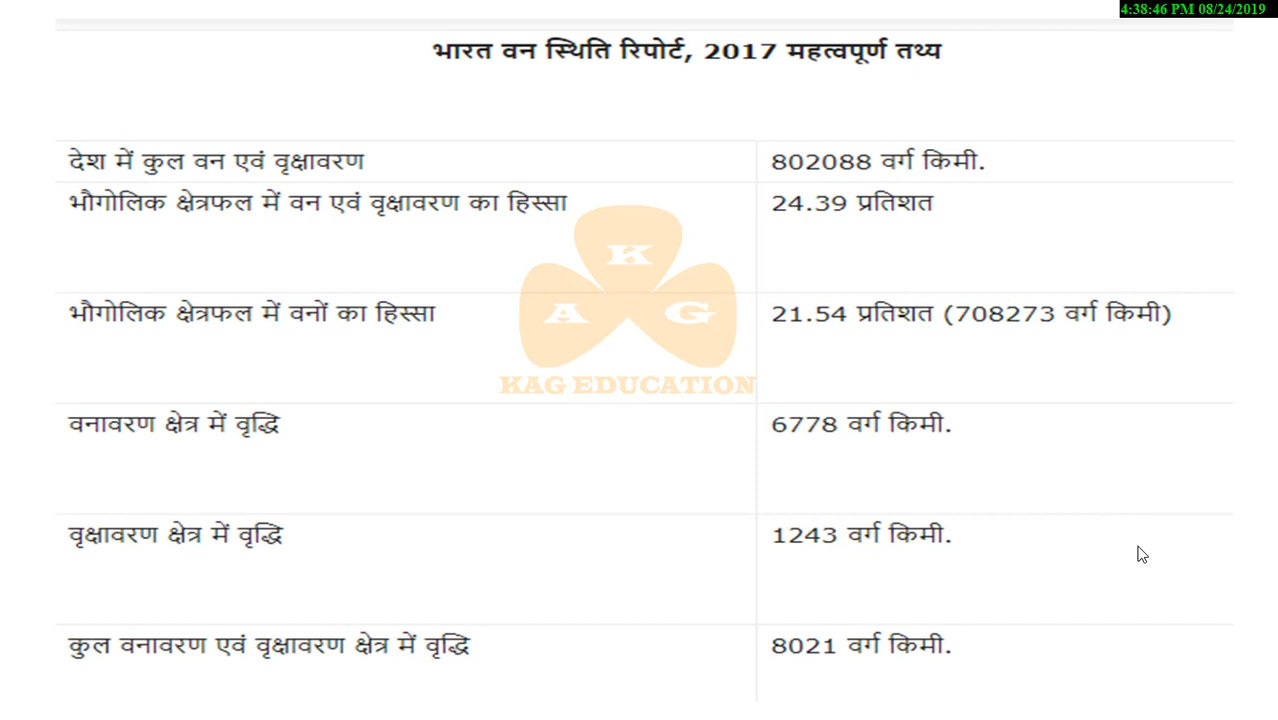 4:38:46 PM 08/24/2019
भारत वन स्थिति रिपोर्ट, 2017 महत्वपूर्ण तथ्य
देश में कुल वन एवं वृक्षावरण 802088 वर्ग किमी.
भौगोलिक क्षेत्रफल में वन एवं वृक्षावरण का हिस्सा 24.39 प्रतिशत
K
भौगोलिक क्षेत्रफल में वनों का हिस्सा 21.54 प्रतिशत (708273 वर्ग किमी)
A G
KAG EDUCATION
वनावरण क्षेत्र में वृद्धि 6778 वर्ग किमी.
वृक्षावरण क्षेत्र में वृद्धि 1243 वर्ग किमी.
कुल वनावरण एवं वृक्षावरण क्षेत्र में वृद्धि 8021 वर्ग किमी.